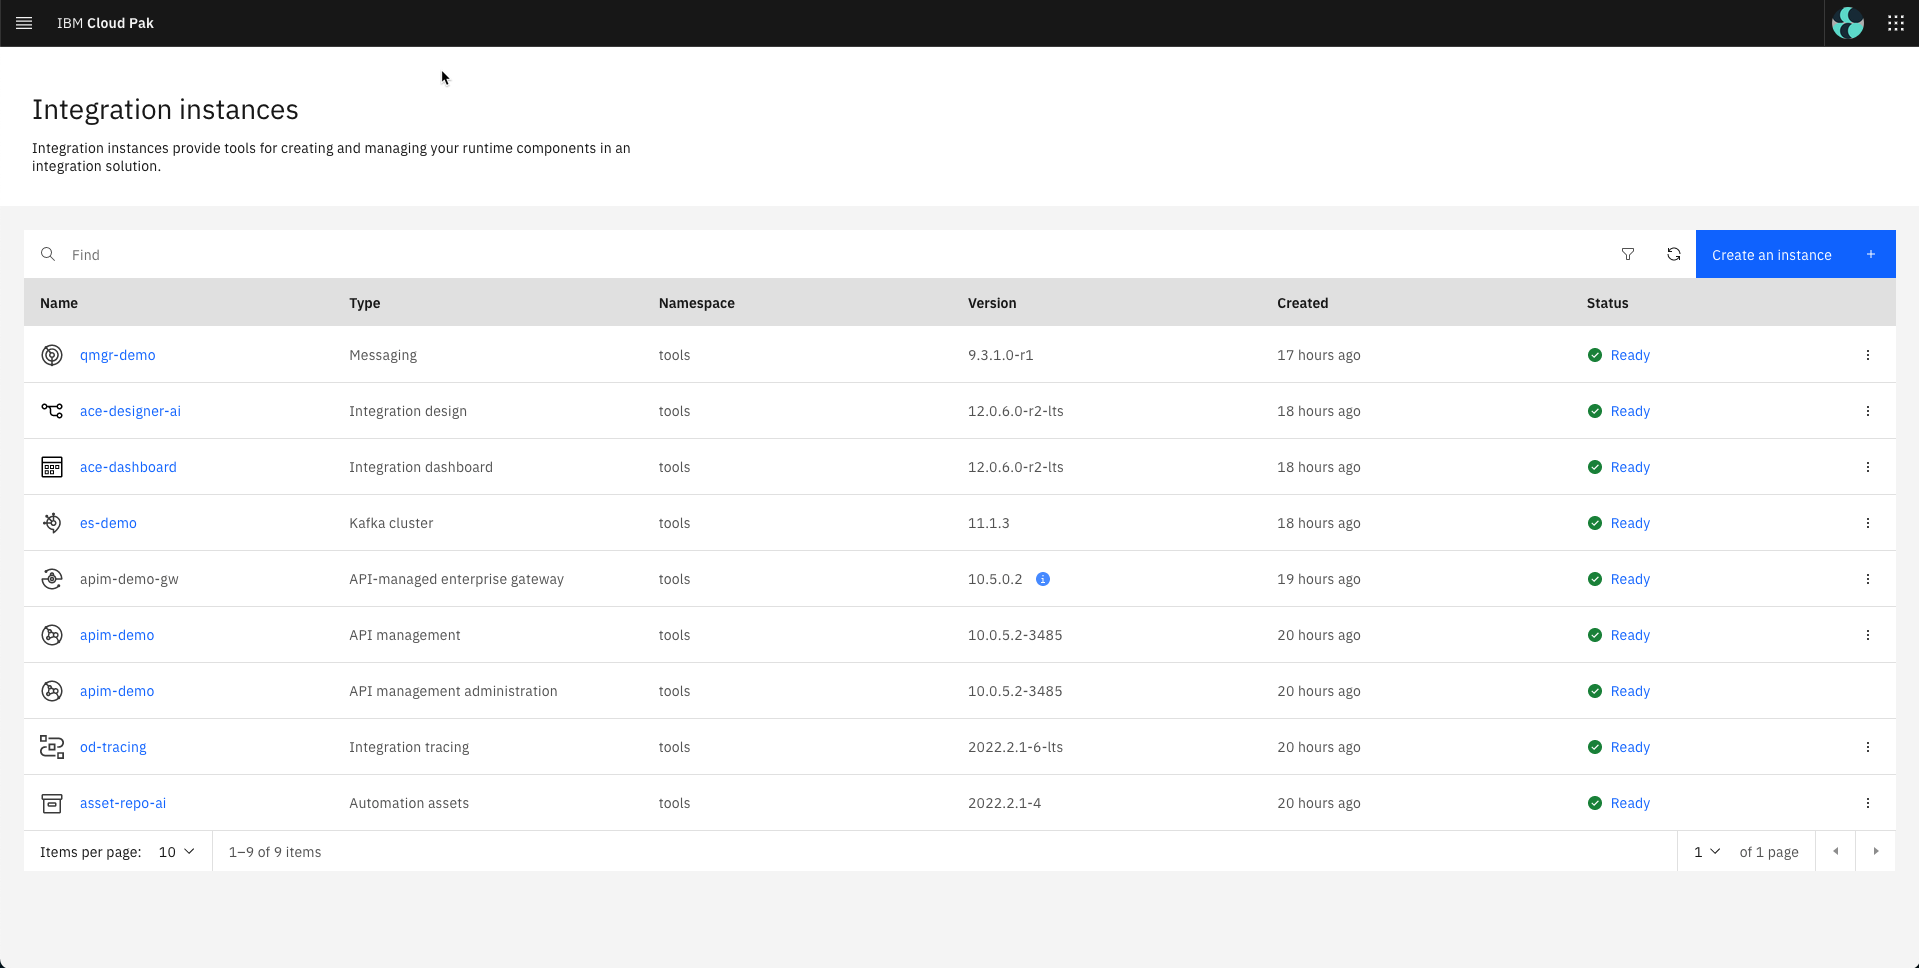 IBM Cloud Pak
Integration instances
Integration instances provide tools for creating and managing your runtime components in an
integration solution.
Find
Create an instance +
Name Type Namespace Version Created Status
qmgr-demo Messaging tools 9.3.1.0-r1 17 hours ago Ready
ace-designer-ai Integration design tools 12.0.6.0-r2-lts 18 hours ago Ready
ace-dashboard Integration dashboard tools 12.0.6.0-r2-lts 18 hours ago Ready
es-demo Kafka cluster tools 11.1.3 18 hours ago Ready
apim-demo-gw API-managed enterprise gateway tools 10.5.0.2 19 hours ago Ready
apim-demo API management tools 10.0.5.2-3485 20 hours ago Ready
apim-demo API management administration tools 10.0.5.2-3485 20 hours ago Ready
od-tracing Integration tracing tools 2022.2.1-6-lts 20 hours ago Ready
asset-repo-ai Automation assets tools 2022.2.1-4 20 hours ago Ready
Items per page: 10 1–9 of 9 items 1 of 1 page